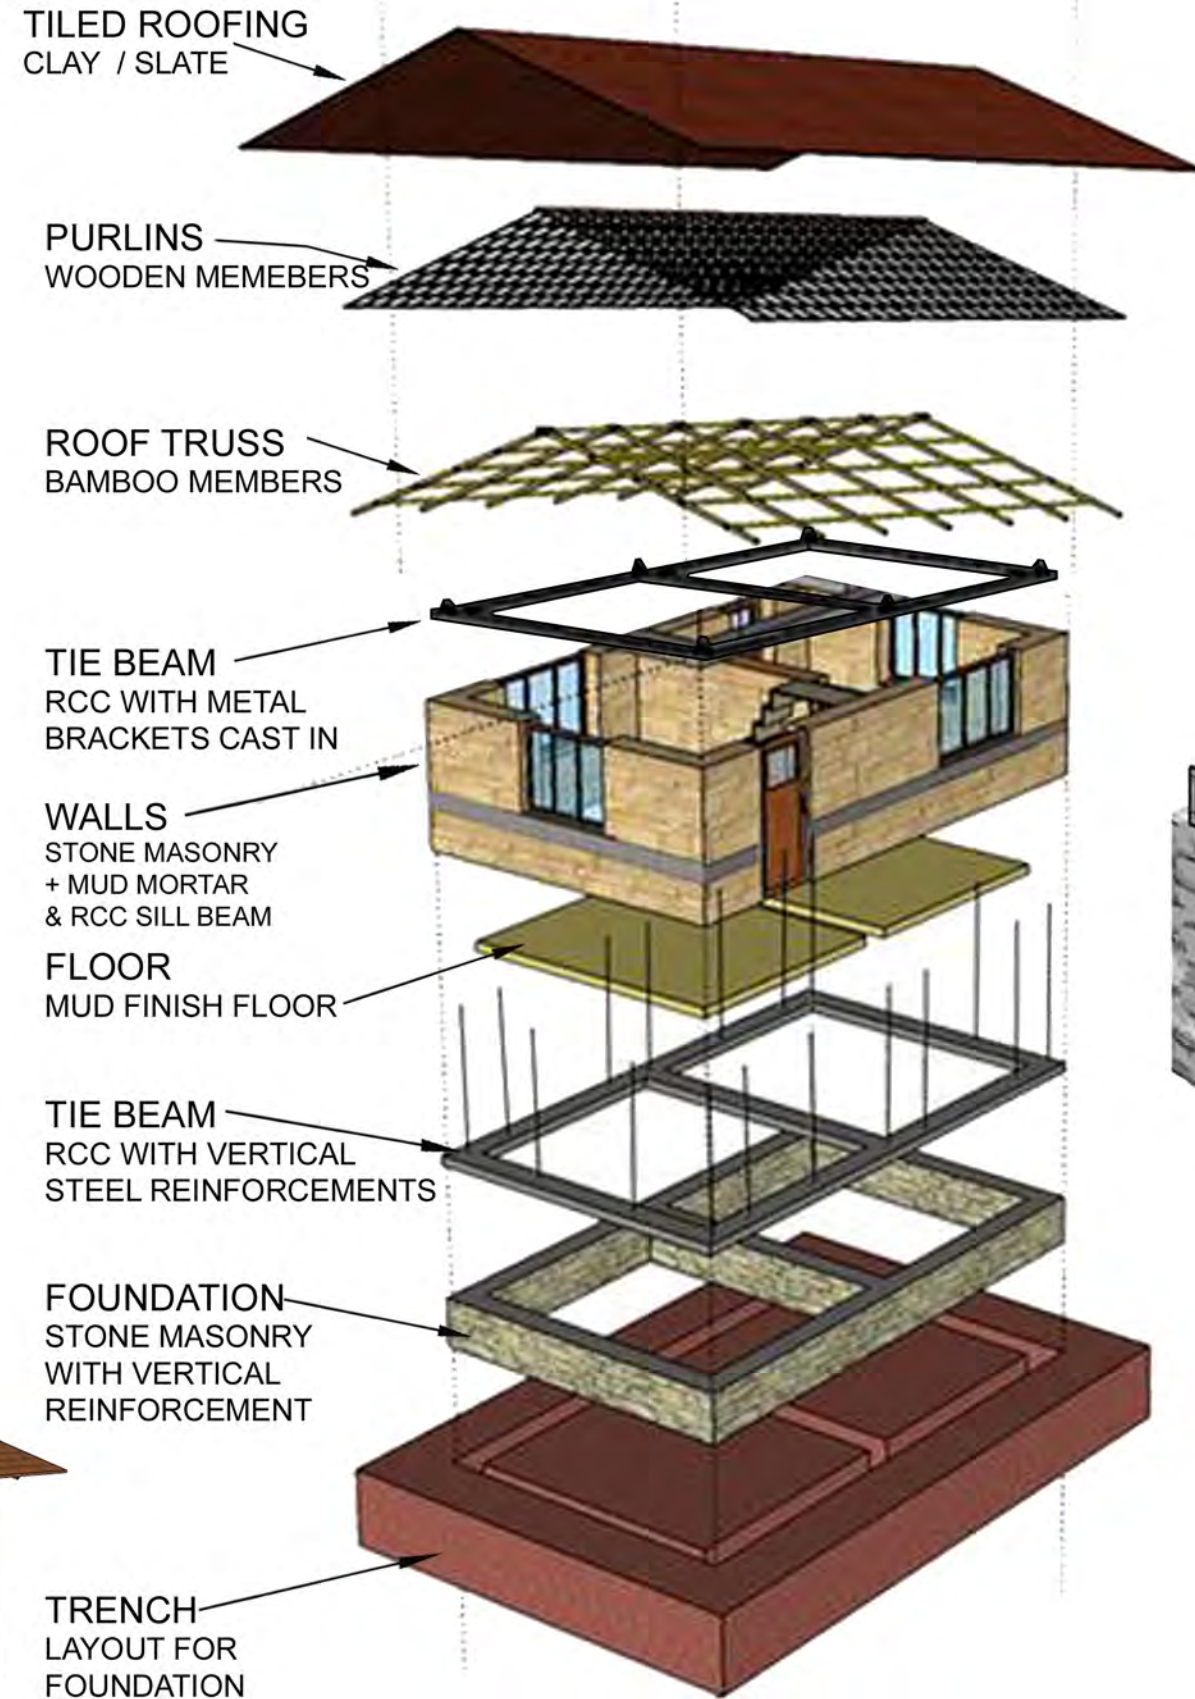 TILED ROOFING
CLAY / SLATE
PURLINS
WOODEN MEMEBERS
ROOF TRUSS
BAMBOO MEMBERS
TIE BEAM
RCC WITH METAL
BRACKETS CAST IN
WALLS
STONE MASONRY
+ MUD MORTAR
& RCC SILL BEAM
FLOOR
MUD FINISH FLOOR
TIE BEAM
RCC WITH VERTICAL
STEEL REINFORCEMENTS
FOUNDATION
STONE MASONRY
WITH VERTICAL
REINFORCEMENT
TRENCH
LAYOUT FOR
FOUNDATION